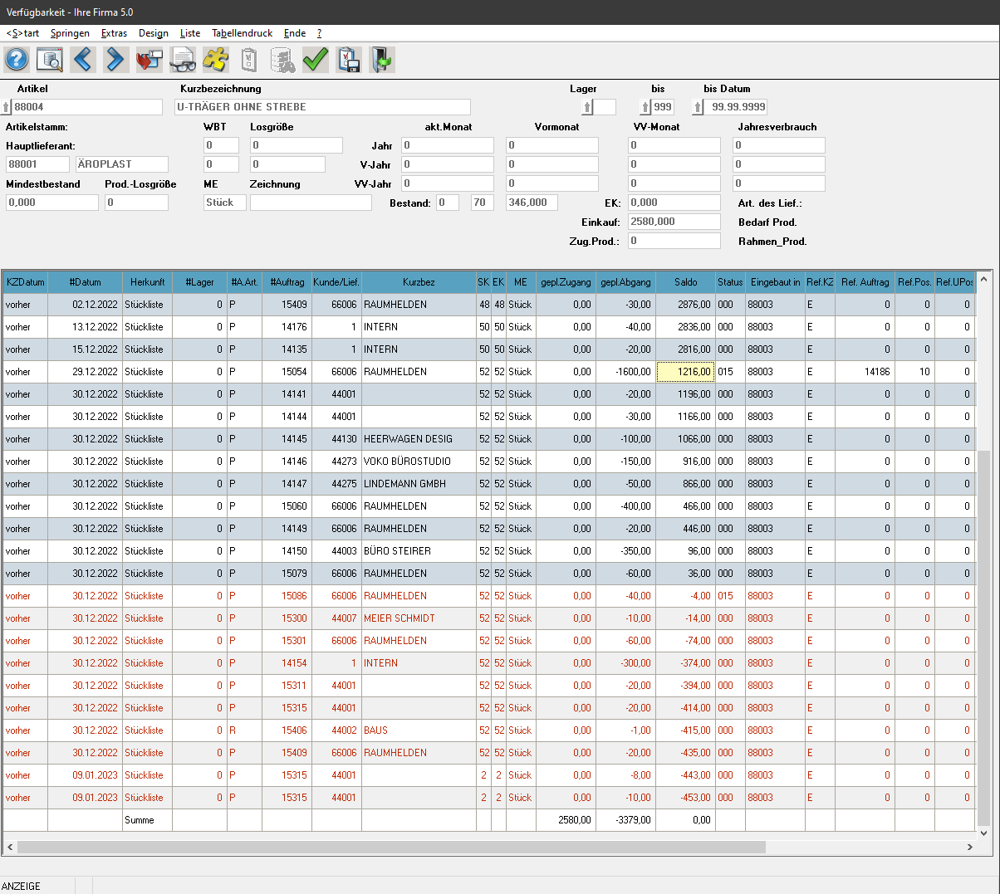 Verfügbarkeit - Ihre Firma 5.0
<S>tart Springen Extras Design Liste Tabellendruck Ende ?
Artikel Kurzbezeichnung Lager bis bis Datum
88004 U-TRÄGER OHNE STREBE 999 99.99.9999
Artikelstamm: WBT Losgröße akt.Monat Vormonat VV-Monat Jahresverbrauch
Hauptlieferant: 0 0 Jahr 0 0 0 0
88001 ÄROPLAST 0 0 V-Jahr 0 0 0 0
Mindestbestand Prod.-Losgröße ME Zeichnung VV-Jahr 0 0 0 0
0,000 0 Stück Bestand: 0 70 346,000 EK: 0,000 Art. des Lief.:
Einkauf: 2580,000 Bedarf Prod.
Zug.Prod.: 0 Rahmen_Prod.
KZDatum #Datum Herkunft #Lager #A.Art. #Auftrag Kunde/Lief. Kurzbez SK EK ME gepl.Zugang gepl.Abgang Saldo Status Eingebaut in Ref.KZ Ref. Auftrag Ref.Pos. Ref.UPos
vorher 02.12.2022 Stückliste 0 P 15409 66006 RAUMHELDEN 48 48 Stück 0,00 -30,00 2876,00 000 88003 E 0 0 0
vorher 13.12.2022 Stückliste 0 P 14176 1 INTERN 50 50 Stück 0,00 -40,00 2836,00 000 88003 E 0 0 0
vorher 15.12.2022 Stückliste 0 P 14135 1 INTERN 50 50 Stück 0,00 -20,00 2816,00 000 88003 E 0 0 0
vorher 29.12.2022 Stückliste 0 P 15054 66006 RAUMHELDEN 52 52 Stück 0,00 -1600,00 1216,00 015 88003 E 14186 10 0
vorher 30.12.2022 Stückliste 0 P 14141 44001 52 52 Stück 0,00 -20,00 1196,00 000 88003 E 0 0 0
vorher 30.12.2022 Stückliste 0 P 14144 44001 52 52 Stück 0,00 -30,00 1166,00 000 88003 E 0 0 0
vorher 30.12.2022 Stückliste 0 P 14145 44130 HEERWAGEN DESIG 52 52 Stück 0,00 -100,00 1066,00 000 88003 E 0 0 0
vorher 30.12.2022 Stückliste 0 P 14146 44273 VOKO BÜROSTUDIO 52 52 Stück 0,00 -150,00 916,00 000 88003 E 0 0 0
vorher 30.12.2022 Stückliste 0 P 14147 44275 LINDEMANN GMBH 52 52 Stück 0,00 -50,00 866,00 000 88003 E 0 0 0
vorher 30.12.2022 Stückliste 0 P 15060 66006 RAUMHELDEN 52 52 Stück 0,00 -400,00 466,00 000 88003 E 0 0 0
vorher 30.12.2022 Stückliste 0 P 14149 66006 RAUMHELDEN 52 52 Stück 0,00 -20,00 446,00 000 88003 E 0 0 0
vorher 30.12.2022 Stückliste 0 P 14150 44003 BÜRO STEIRER 52 52 Stück 0,00 -350,00 96,00 000 88003 E 0 0 0
vorher 30.12.2022 Stückliste 0 P 15079 66006 RAUMHELDEN 52 52 Stück 0,00 -60,00 36,00 000 88003 E 0 0 0
vorher 30.12.2022 Stückliste 0 P 15086 66006 RAUMHELDEN 52 52 Stück 0,00 -40,00 -4,00 015 88003 E 0 0 0
vorher 30.12.2022 Stückliste 0 P 15300 44007 MEIER SCHMIDT 52 52 Stück 0,00 -10,00 -14,00 000 88003 E 0 0 0
vorher 30.12.2022 Stückliste 0 P 15301 66006 RAUMHELDEN 52 52 Stück 0,00 -60,00 -74,00 000 88003 E 0 0 0
vorher 30.12.2022 Stückliste 0 P 14154 1 INTERN 52 52 Stück 0,00 -300,00 -374,00 000 88003 E 0 0 0
vorher 30.12.2022 Stückliste 0 P 15311 44001 52 52 Stück 0,00 -20,00 -394,00 000 88003 E 0 0 0
vorher 30.12.2022 Stückliste 0 P 15315 44001 52 52 Stück 0,00 -20,00 -414,00 000 88003 E 0 0 0
vorher 30.12.2022 Stückliste 0 R 15406 44002 BAUS 52 52 Stück 0,00 -1,00 -415,00 000 88003 E 0 0 0
vorher 30.12.2022 Stückliste 0 P 15409 66006 RAUMHELDEN 52 52 Stück 0,00 -20,00 -435,00 000 88003 E 0 0 0
vorher 09.01.2023 Stückliste 0 P 15315 44001 2 2 Stück 0,00 -8,00 -443,00 000 88003 E 0 0 0
vorher 09.01.2023 Stückliste 0 P 15315 44001 2 2 Stück 0,00 -10,00 -453,00 000 88003 E 0 0 0
Summe 2580,00 -3379,00 0,00
ANZEIGE